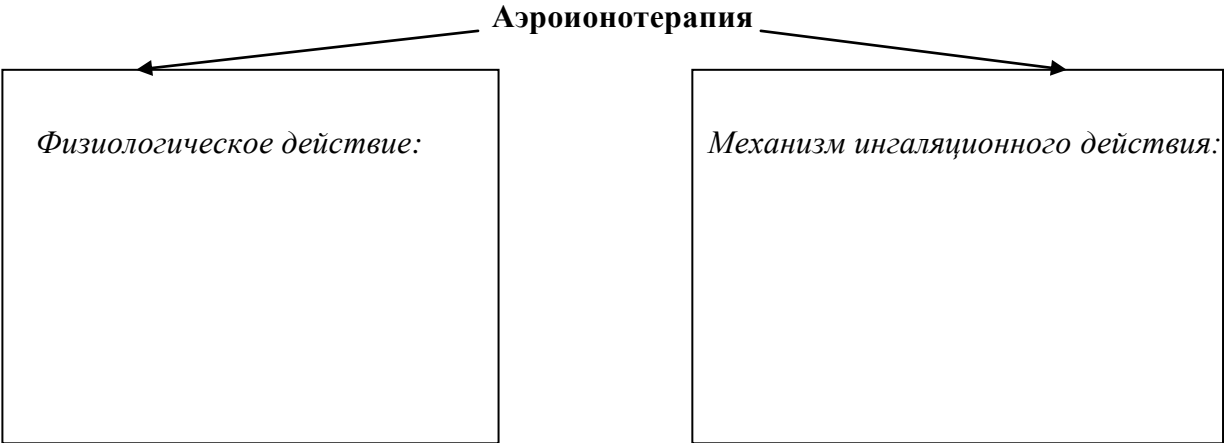 Аэроионотерапия
Физиологическое действие:
Механизм ингаляционного действия: